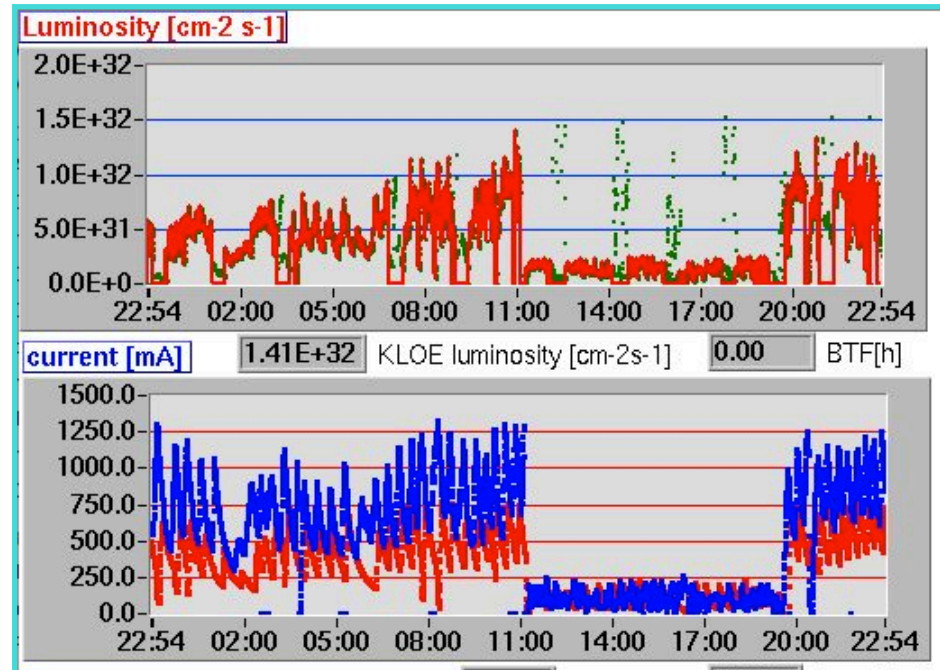 Luminosity [cm-2 s-1]
2.0E+32
1.5E+32
1.0E+32
5.0E+31
0.0E+0
22:54 02:00 05:00 08:00 11:00 14:00 17:00 20:00 22:54
current [mA] 1.41E+32 KLOE luminosity [cm-2s-1] 0.00 BTF[h]
1500.0
1250.0
1000.0
750.0
500.0
250.0
0.0
22:54 02:00 05:00 08:00 11:00 14:00 17:00 20:00 22:54